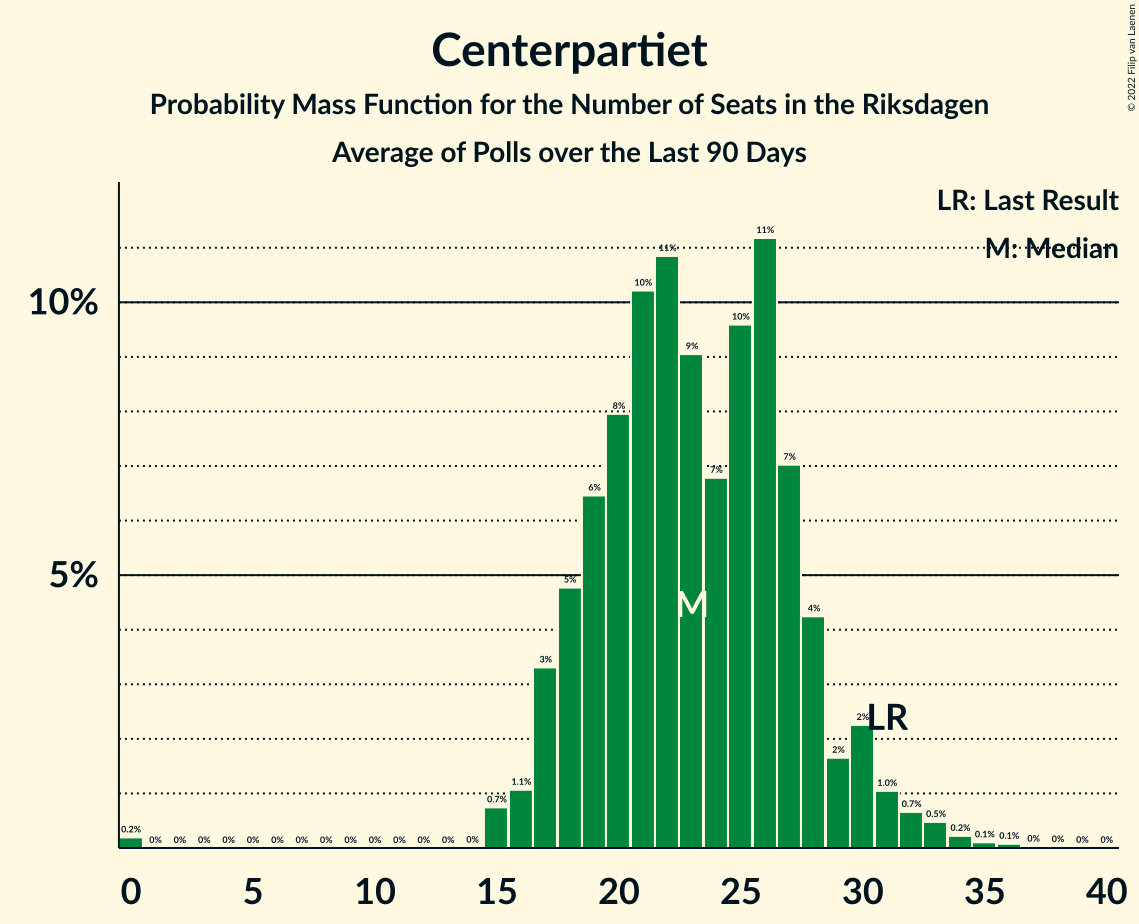 Centerpartiet
Probability Mass Function for the Number of Seats in the Riksdagen
Average of Polls over the Last 90 Days
© 2022 Filip van Laenen
LR: Last Result
M: Median
10%
5%
0.2% 0% 0% 0% 0% 0% 0% 0% 0% 0% 0% 0% 0% 0% 0% 0.7% 1.1% 3% 5% 6% 8% 10% 11% 9% 7% 10% 11% 7% 4% 2% 2% 1.0% 0.7% 0.5% 0.2% 0.1% 0.1% 0% 0% 0% 0%
M
LR
0 5 10 15 20 25 30 35 40